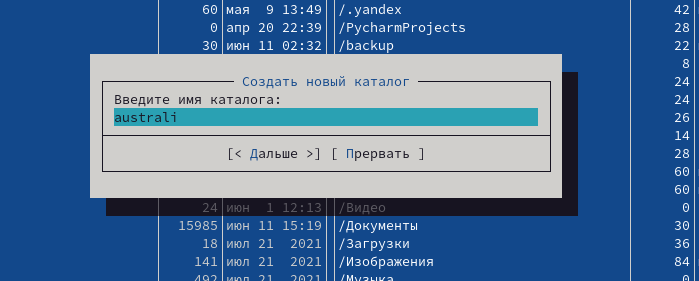 60 мая 9 13:49 /.yandex 42
0 апр 20 22:39 /PycharmProjects 28
30 июн 11 02:32 /backup 22
8
Создать новый каталог 24
Введите имя каталога: 24
australi 26
14
[< Дальше >] [ Прервать ] 28
60
60
24 июн 1 12:13 /Видео 0
15985 июн 11 15:19 /Документы 30
18 июл 21 2021 /Загрузки 36
141 июл 21 2021 /Изображения 84
492 июл 21 2021 /Музыка 0